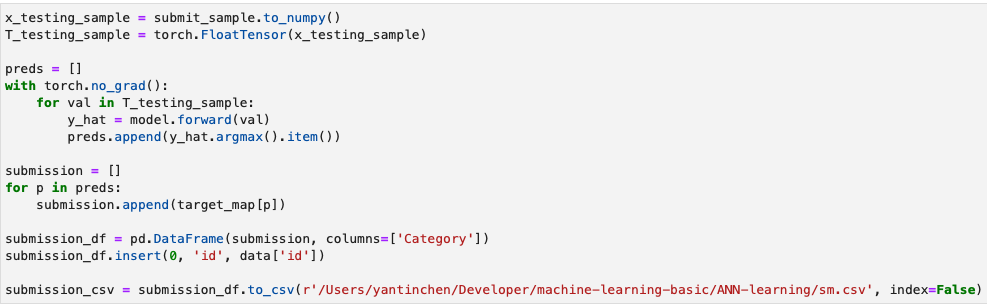 x_testing_sample = submit_sample.to_numpy()
T_testing_sample = torch.FloatTensor(x_testing_sample)

preds = []
with torch.no_grad():
    for val in T_testing_sample:
        y_hat = model.forward(val)
        preds.append(y_hat.argmax().item())

submission = []
for p in preds:
    submission.append(target_map[p])

submission_df = pd.DataFrame(submission, columns=['Category'])
submission_df.insert(0, 'id', data['id'])

submission_csv = submission_df.to_csv(r'/Users/yantinchen/Developer/machine-learning-basic/ANN-learning/sm.csv', index=False)